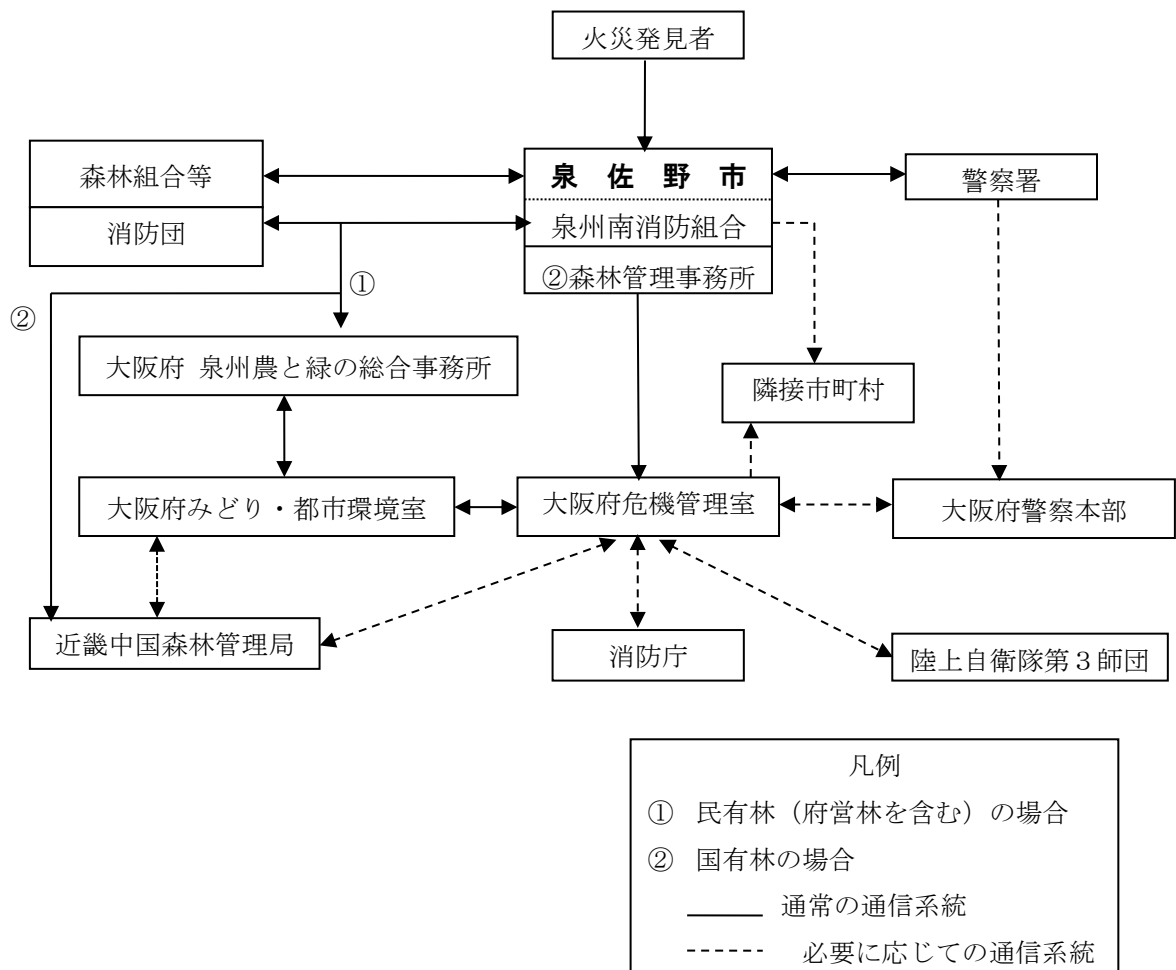 火災発見者
森林組合等
消防団
泉佐野市
泉州南消防組合
②森林管理事務所
警察署
①
②
大阪府 泉州農と緑の総合事務所
隣接市町村
大阪府みどり・都市環境室
大阪府危機管理室
大阪府警察本部
近畿中国森林管理局
消防庁
陸上自衛隊第3師団
凡例
① 民有林(府営林を含む)の場合
② 国有林の場合
通常の通信系統
必要に応じての通信系統